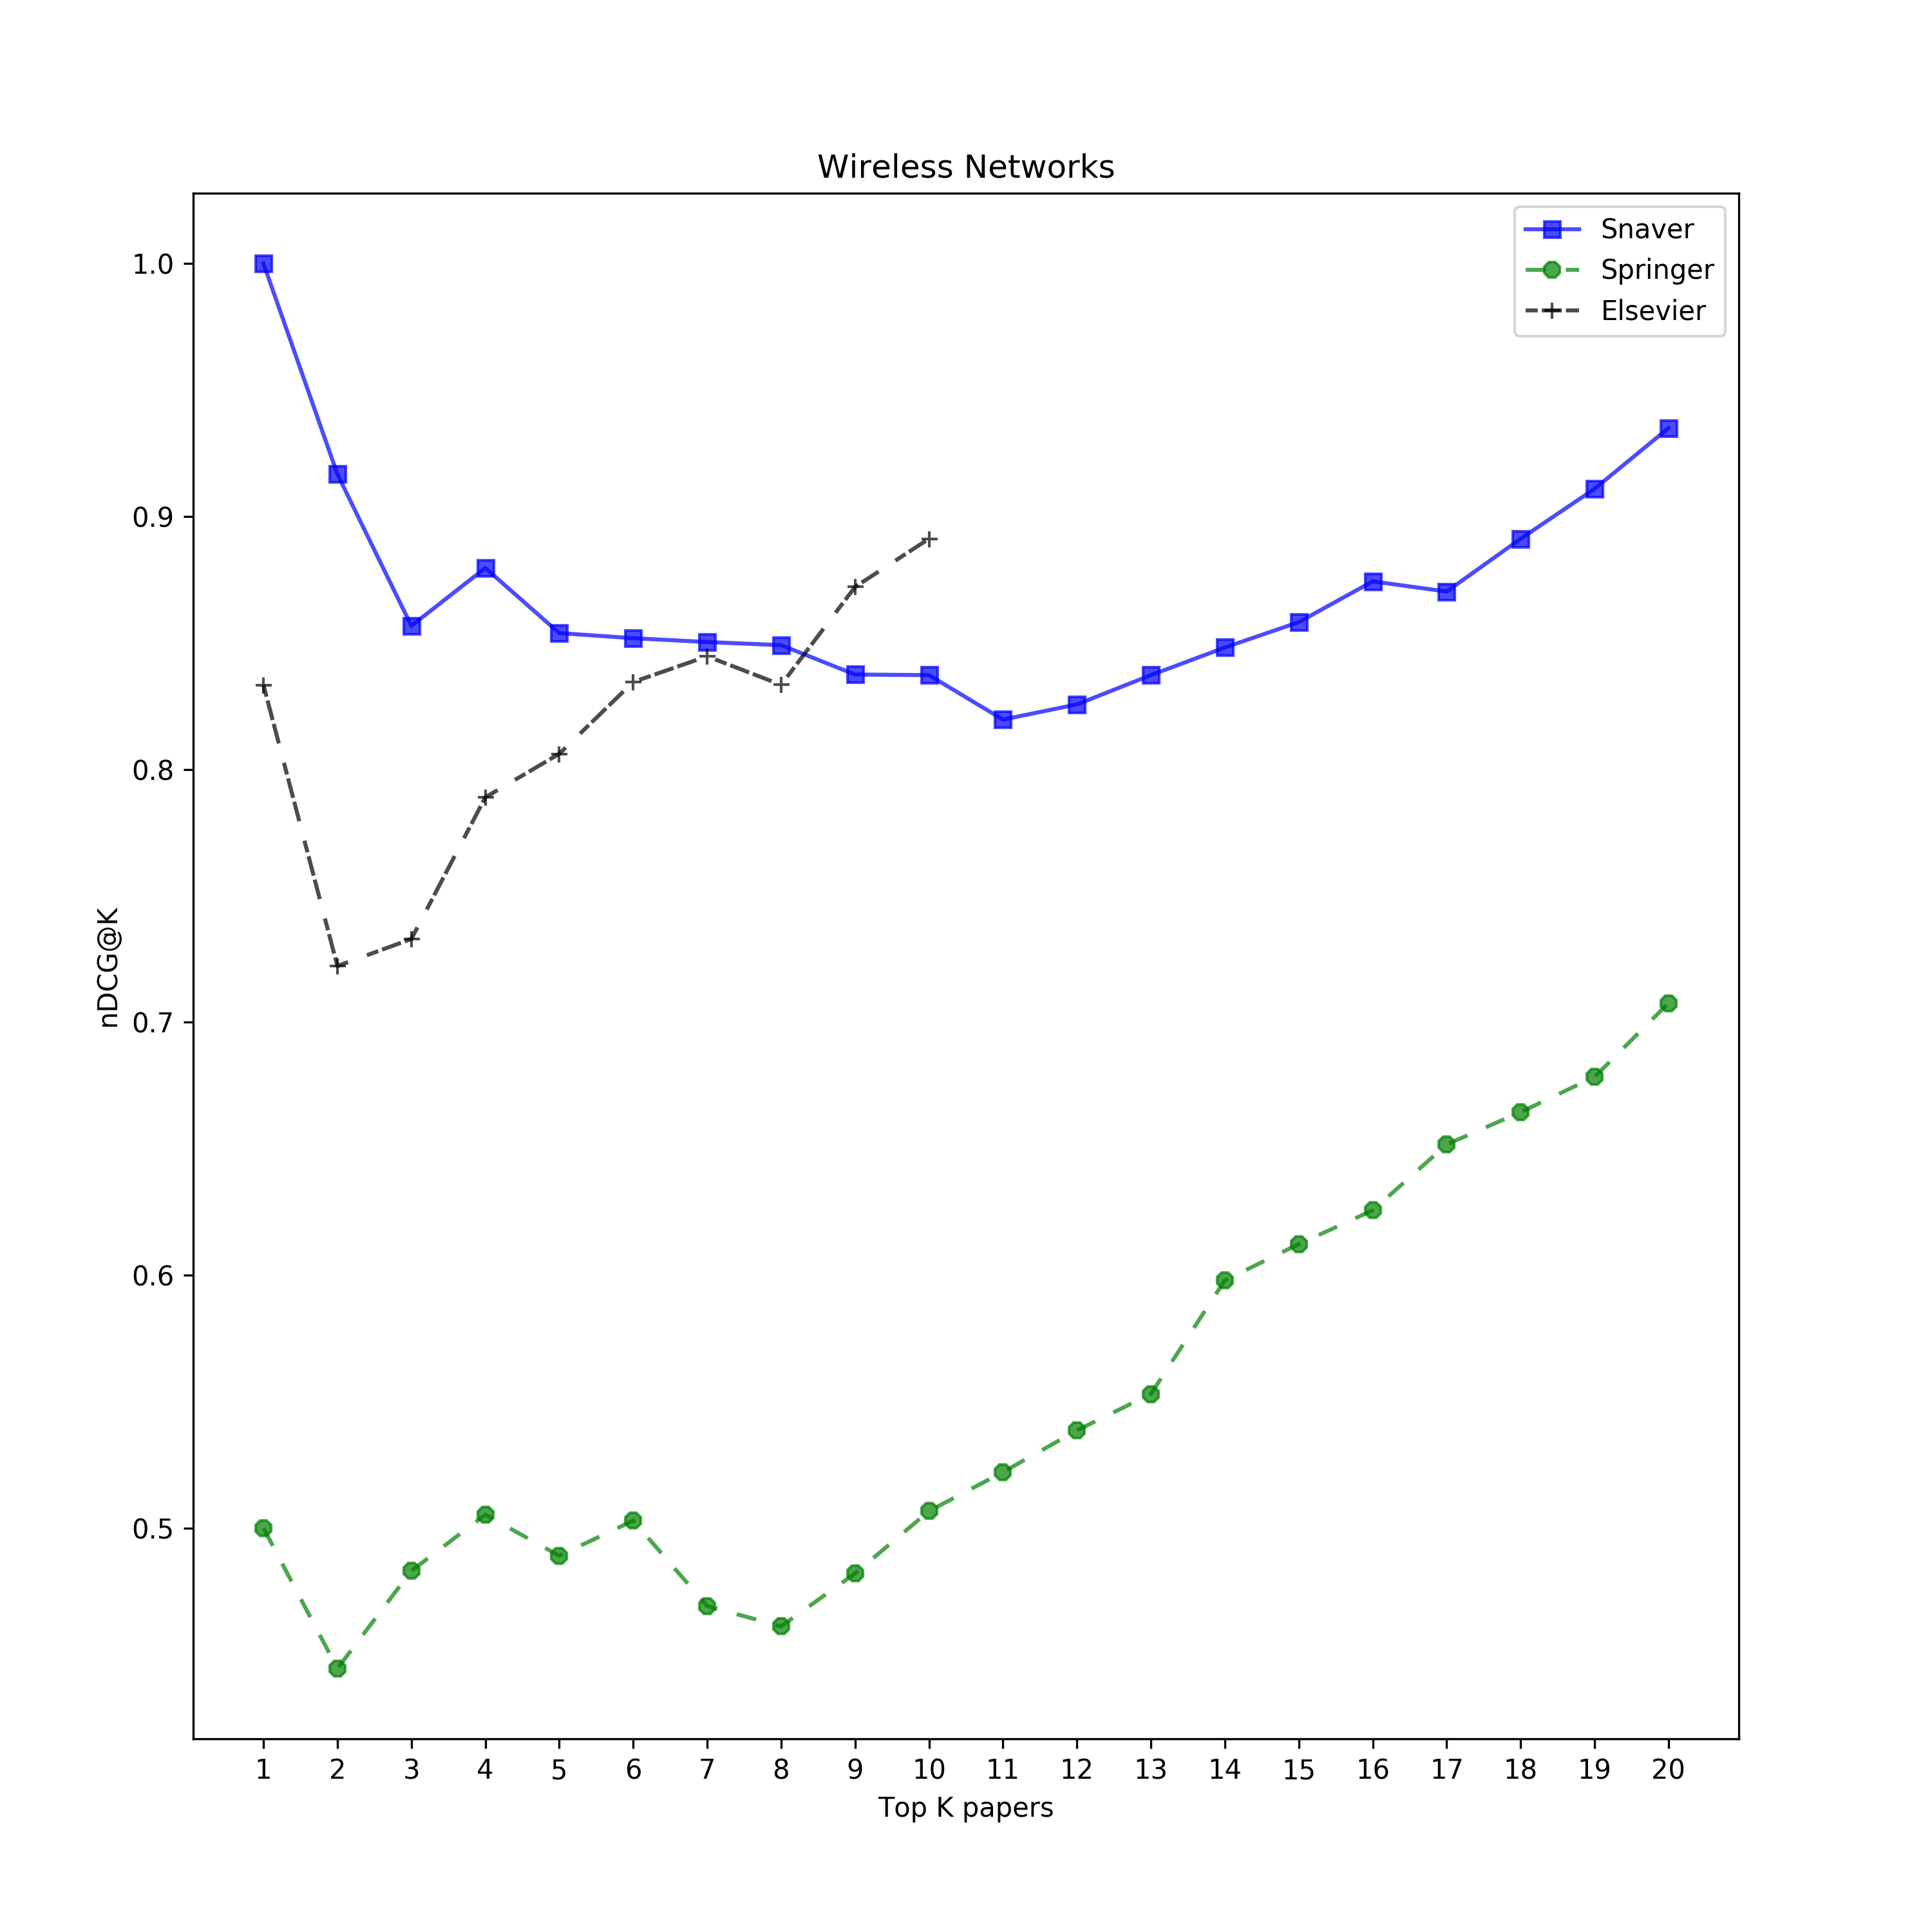 Wireless Networks
Snaver
Springer
Elsevier
1.0
0.9
0.8
0.7
0.6
0.5
nDCG@K
1 2 3 4 5 6 7 8 9 10 11 12 13 14 15 16 17 18 19 20
Top K papers